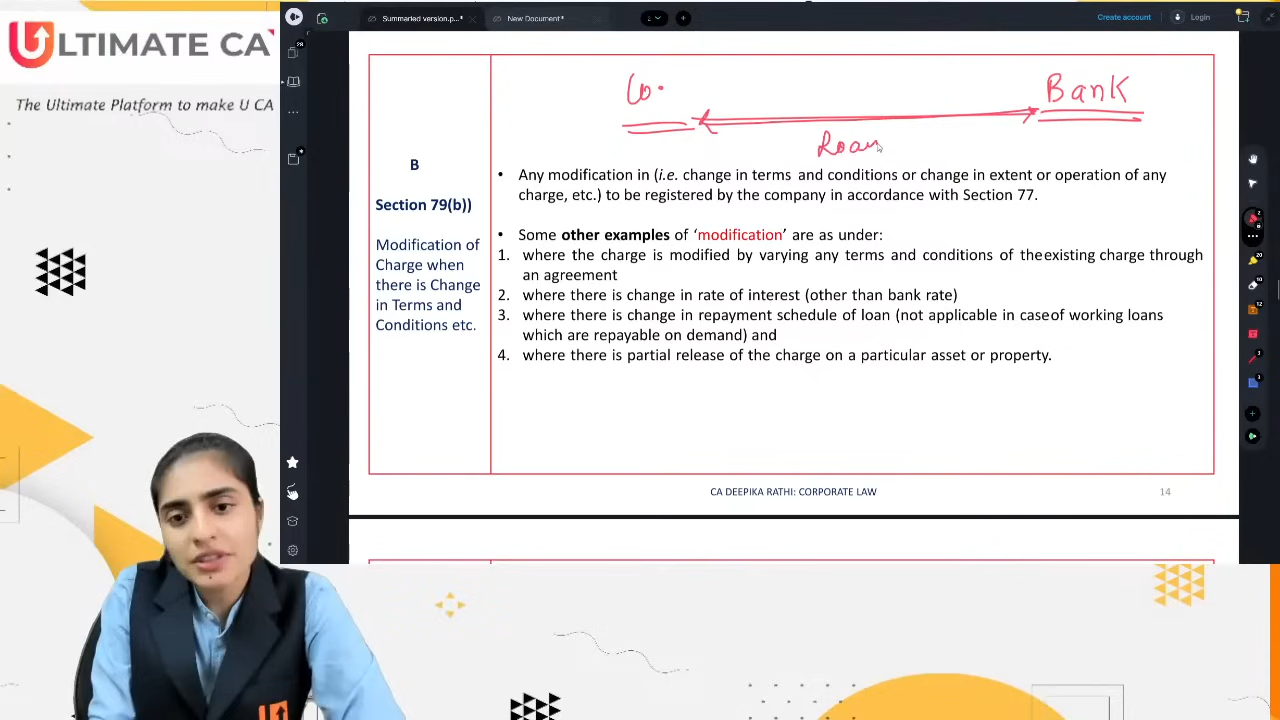 ULTIMATE CA
The Ultimate Platform to make U CA
Summaried version.p...*
New Document*
2
Create account
Login
Co.
Bank
Loan
B
Section 79(b))
Modification of
Charge when
there is Change
in Terms and
Conditions etc.
• Any modification in (i.e. change in terms and conditions or change in extent or operation of any
charge, etc.) to be registered by the company in accordance with Section 77.
• Some other examples of ‘modification’ are as under:
1. where the charge is modified by varying any terms and conditions of theexisting charge through
an agreement
2. where there is change in rate of interest (other than bank rate)
3. where there is change in repayment schedule of loan (not applicable in caseof working loans
which are repayable on demand) and
4. where there is partial release of the charge on a particular asset or property.
CA DEEPIKA RATHI: CORPORATE LAW
14